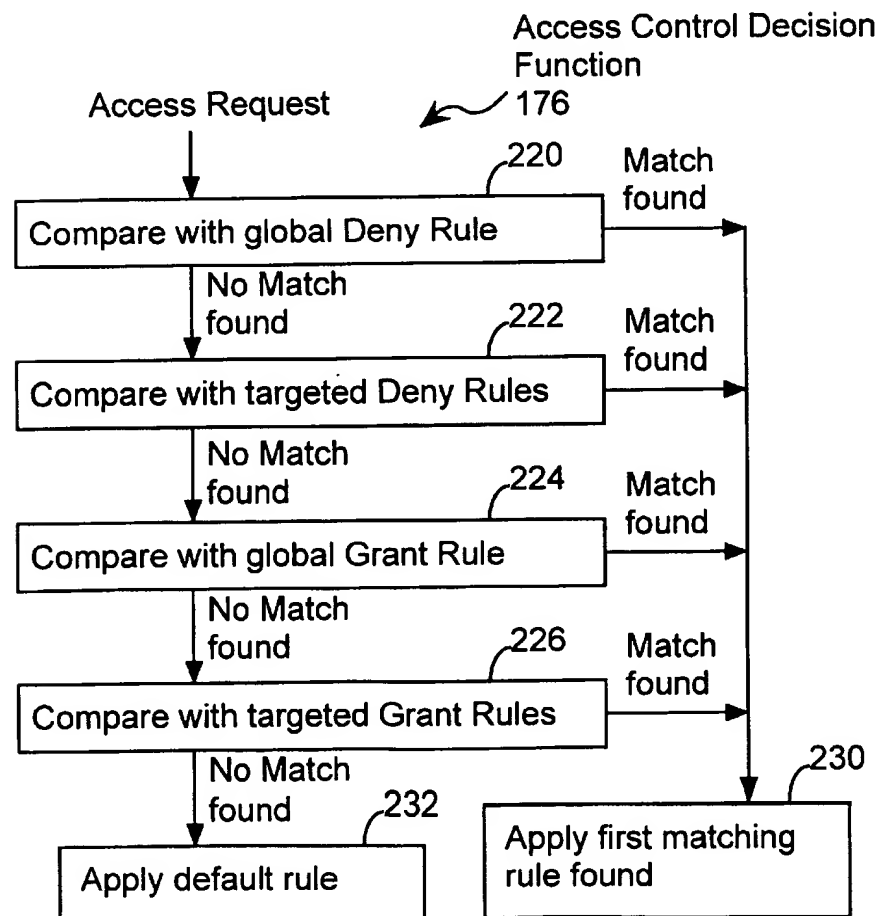 Access Control Decision
Function
176
Access Request
220
Match
found
Compare with global Deny Rule
No Match
found
222
Match
found
Compare with targeted Deny Rules
No Match
found
224
Match
found
Compare with global Grant Rule
No Match
found
226
Match
found
Compare with targeted Grant Rules
No Match
found
232
230
Apply default rule
Apply first matching
rule found